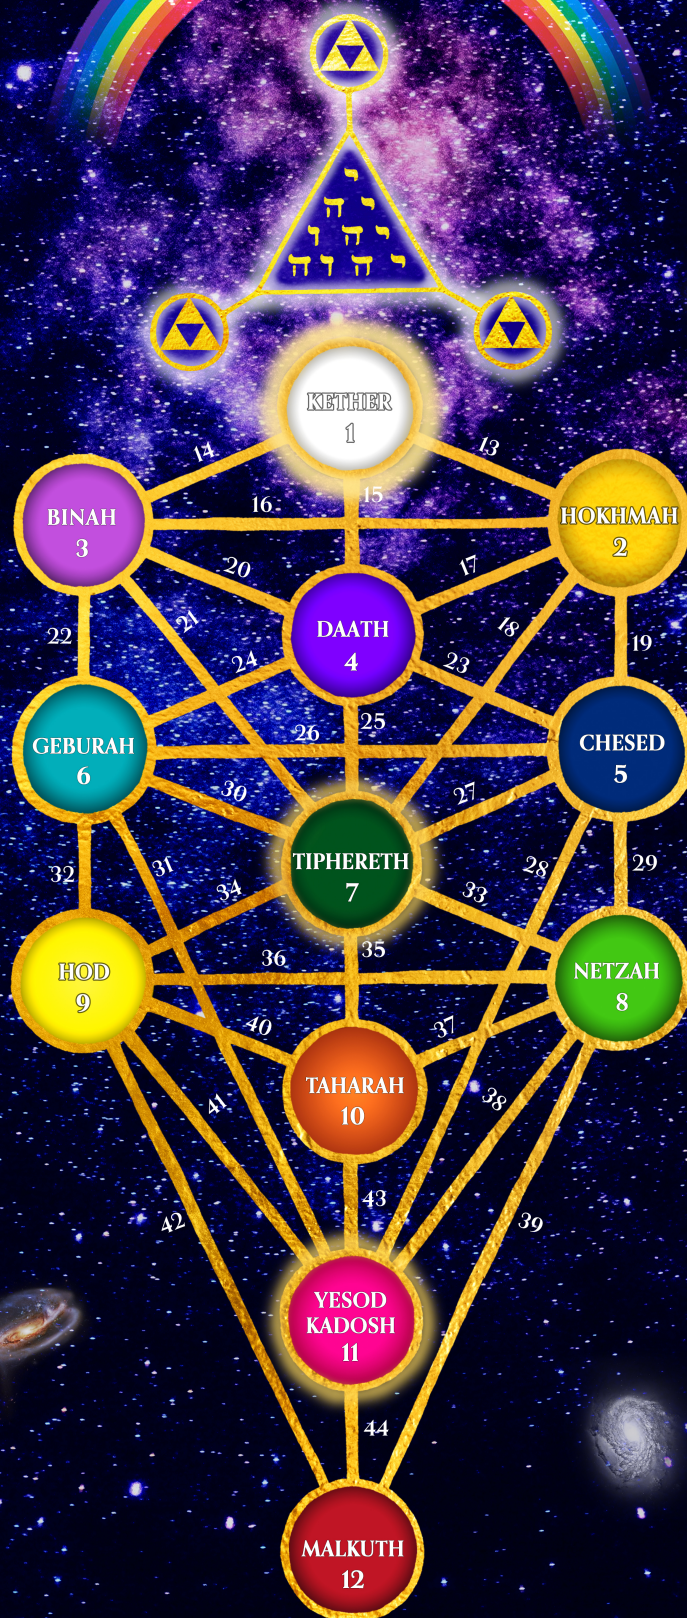 י
ה י
ו ה י
ה ו ה י
KETHER
1
14
13
15
16
BINAH
3
HOKHMAH
2
20
17
DAATH
4
21
18
22
19
24
23
25
26
GEBURAH
6
CHESED
5
30
27
TIPHERETH
7
32
31
28
29
34
33
35
36
HOD
9
NETZAH
8
40
37
TAHARAH
10
41
38
43
42
39
YESOD
KADOSH
11
44
MALKUTH
12